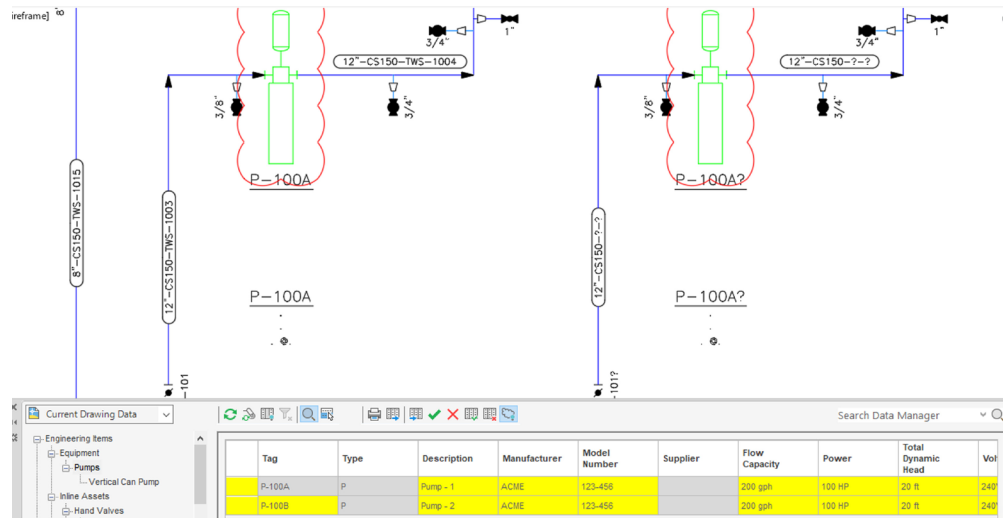 ireframe]
8"
3/4"
1"
12"-CS150-TWS-1004
3/8"
3/4"
P-100A
8"-CS150-TWS-1015
12"-CS150-TWS-1003
P-100A
-101
3/4"
1"
12"-CS150-?-?
3/8"
3/4"
P-100A?
12"-CS150-?-?
P-100A?
-101?
Current Drawing Data
Search Data Manager
Engineering Items
Equipment
Pumps
Vertical Can Pump
Inline Assets
Hand Valves
Tag Type Description Manufacturer Model Number Supplier Flow Capacity Power Total Dynamic Head Volt
P-100A P Pump - 1 ACME 123-456 200 gph 100 HP 20 ft 240V
P-100B P Pump - 2 ACME 123-456 200 gph 100 HP 20 ft 240V